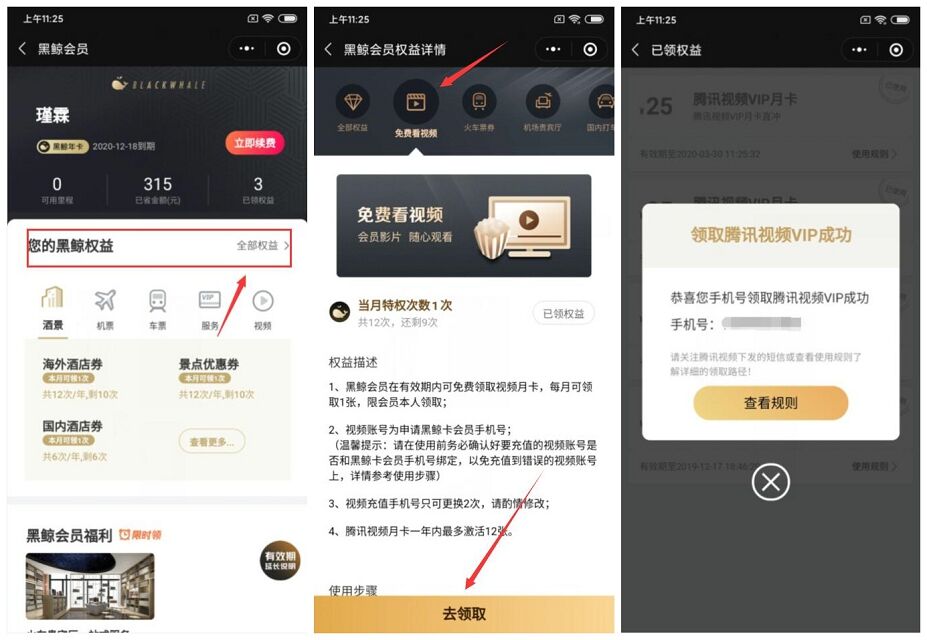 上午11:25
黑鲸会员
BLACKWHALE
瑾霖
黑鲸年卡 2020-12-18到期
立即续费
0 315 3
可用里程 已省金额(元) 已领权益
您的黑鲸权益 全部权益
酒景 机票 车票 服务 视频
VIP
海外酒店券 景点优惠券
本月可领1次 本月可领1次
共12次/年,剩10次 共12次/年,剩10次
国内酒店券
本月可领1次
共6次/年,剩6次
查看更多...
黑鲸会员福利 限时领
有效期
延长说明
上午11:25
黑鲸会员权益详情
全部权益 免费看视频 火车票券 机场贵宾厅 国内打车
免费看视频
会员影片 随心观看
当月特权次数1次
共12次，还剩9次
已领权益
权益描述
1、黑鲸会员在有效期内可免费领取视频月卡，每月可领
取1张，限会员本人领取；
2、视频账号为申请黑鲸卡会员手机号；
（温馨提示：请在使用前务必确认好要充值的视频账号是
否和黑鲸卡会员手机号绑定，以免充值到错误的视频账号
上，详情参考使用步骤）
3、视频充值手机号只可更换2次，请酌情修改；
4、腾讯视频月卡一年内最多激活12张。
使用步骤
去领取
上午11:25
已领权益
¥25 腾讯视频VIP月卡
腾讯视频VIP月卡直冲
已使用
有效期至2020-03-30 11:25:32 使用规则
腾讯视频VIP月卡
领取腾讯视频VIP成功
恭喜您手机号领取腾讯视频VIP成功
手机号：
请关注腾讯视频下发的短信或查看使用规则了
解详细的领取路径！
查看规则
有效期至2019-12-17 18:46: 使用规则